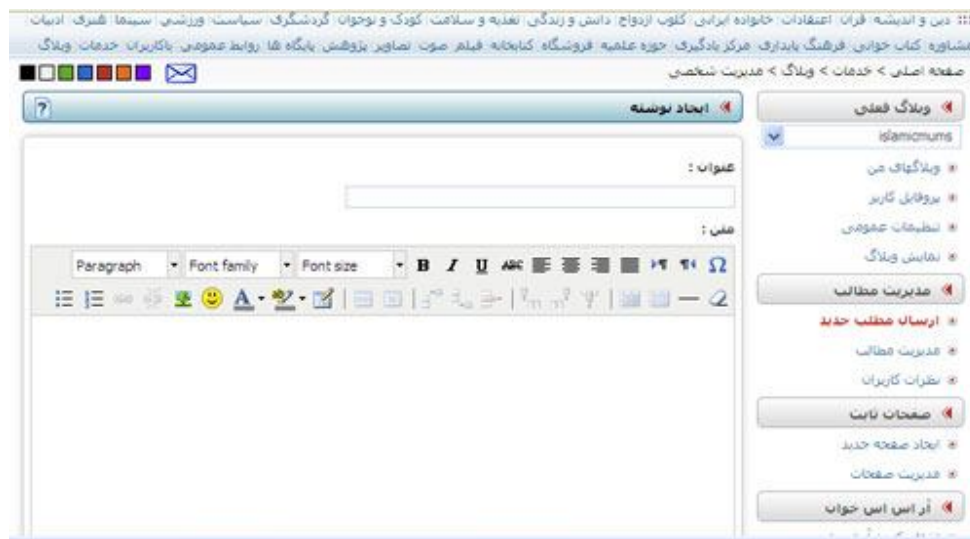 دین و اندیشه قران اعتقادات خانواده ایرانی کلوب ازدواج دانش و زندگی تغذیه و سلامت کودک و نوجوان گردشگری سیاست ورزشی سینما هنری ادبیات
مشاوره کتاب خوانی فرهنگ پایداری مرکز یادگیری حوزه علمیه فروشگاه کتابخانه فیلم صوت تصاویر پژوهش پایگاه ها روابط عمومی باکاربران خدمات وبلاگ
صفحه اصلی > خدمات > وبلاگ > مدیریت شخصی
وبلاگ فعلی
islamicmums
وبلاگهای من
پروفایل کاربر
تنظیمات عمومی
نمایش وبلاگ
مدیریت مطالب
ارسال مطلب جدید
مدیریت مطالب
نظرات کاربران
صفحات ثابت
ایجاد صفحه جدید
مدیریت صفحات
آر اس اس خوان
ایجاد نوشته
?
عنوان :
متن :
Paragraph Font family Font size B I U ABC ¶ ¶ Ω
A